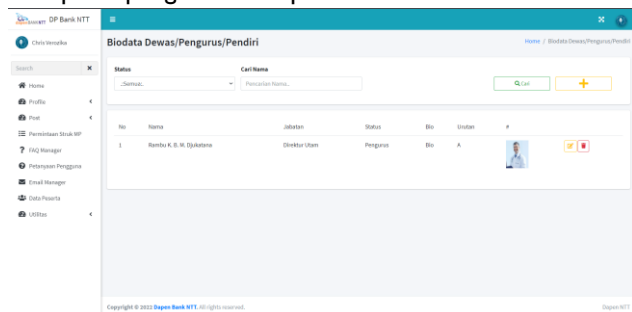 DP Bank NTT
Chris Verzalka
Biodata Dewas/Pengurus/Pendiri
Home / Biodata Dewas/Pengurus/Pendiri
Search
Home
Profile
Post
Permintaan Struk MP
FAQ Manager
Petanyaan Pengguna
Email Manager
Data Peserta
Utilitas
Status
Cari Nama
..Semua..
Pencarian Nama..
Cari
No Nama Jabatan Status Bio Urutan #
1 Rambu K. B. M. Djukatana Direktur Utam Pengurus Bio A
Copyright © 2022 Dapen Bank NTT. All rights reserved.
Dapen NTT